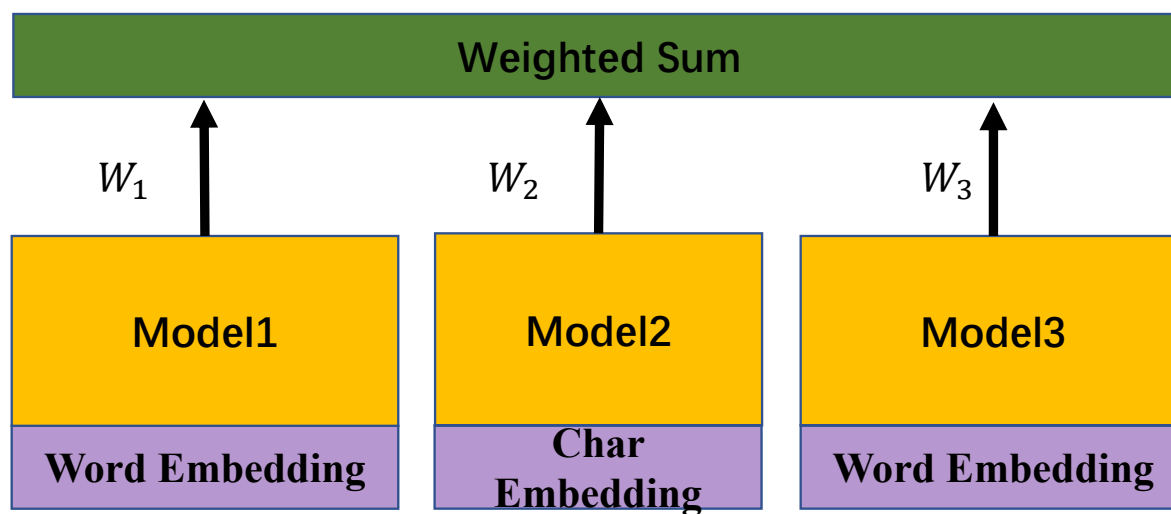 Weighted Sum
W₁
W₂
W₃
Model1
Model2
Model3
Word Embedding
Char
Embedding
Word Embedding